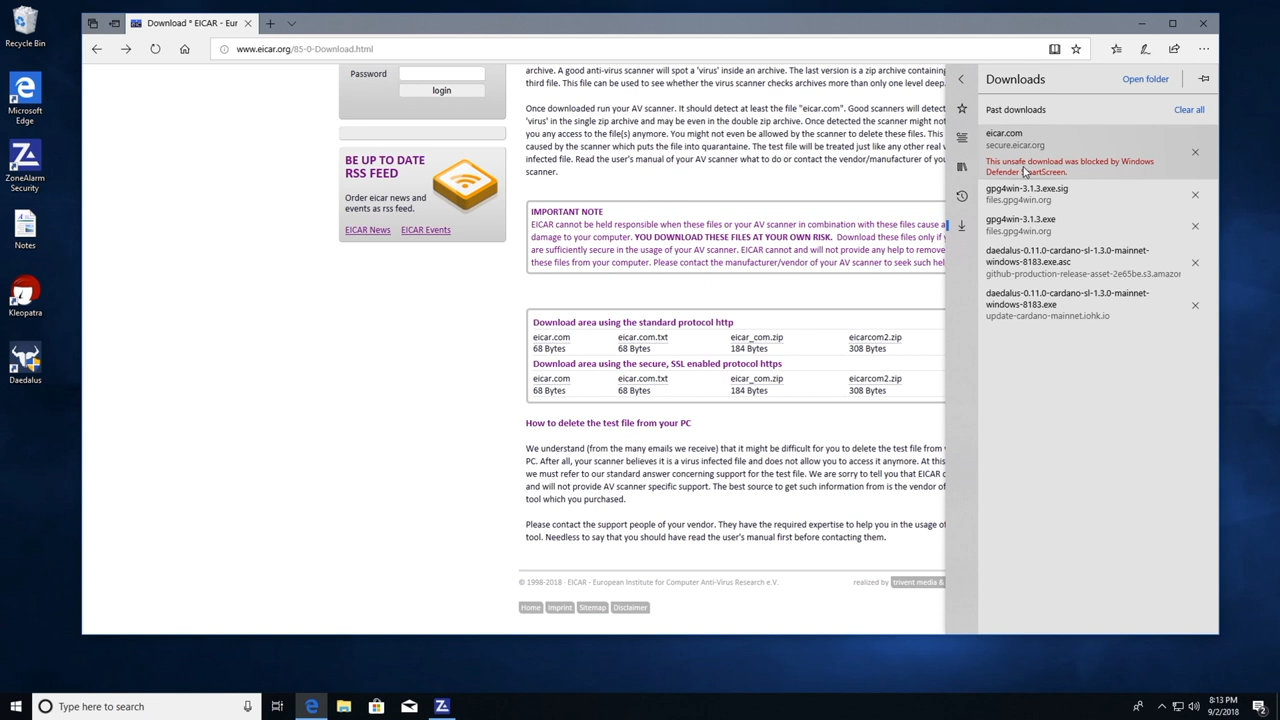 Recycle Bin
Microsoft
Edge
ZoneAlarm
Security
Notes
Kleopatra
Daedalus
Download ° EICAR - Eur
www.eicar.org/85-0-Download.html
Password
login
BE UP TO DATE
RSS FEED
Order eicar news and
events as rss feed.
EICAR News EICAR Events
archive. A good anti-virus scanner will spot a 'virus' inside an archive. The last version is a zip archive containing
third file. This file can be used to see whether the virus scanner checks archives more than only one level deep.
Once downloaded run your AV scanner. It should detect at least the file "eicar.com". Good scanners will detect
'virus' in the single zip archive and may be even in the double zip archive. Once detected the scanner might not
you any access to the file(s) anymore. You might not even be allowed by the scanner to delete these files. This
caused by the scanner which puts the file into quarantaine. The test file will be treated just like any other real v
infected file. Read the user's manual of your AV scanner what to do or contact the vendor/manufacturer of y
scanner.
IMPORTANT NOTE
EICAR cannot be held responsible when these files or your AV scanner in combination with these files cause a
damage to your computer. YOU DOWNLOAD THESE FILES AT YOUR OWN RISK. Download these files only if y
are sufficiently secure in the usage of your AV scanner. EICAR cannot and will not provide any help to remove
these files from your computer. Please contact the manufacturer/vendor of your AV scanner to seek such hel
Download area using the standard protocol http
eicar.com eicar.com.txt eicar_com.zip eicarcom2.zip
68 Bytes 68 Bytes 184 Bytes 308 Bytes
Download area using the secure, SSL enabled protocol https
eicar.com eicar.com.txt eicar_com.zip eicarcom2.zip
68 Bytes 68 Bytes 184 Bytes 308 Bytes
How to delete the test file from your PC
We understand (from the many emails we receive) that it might be difficult for you to delete the test file from
PC. After all, your scanner believes it is a virus infected file and does not allow you to access it anymore. At this
we must refer to our standard answer concerning support for the test file. We are sorry to tell you that EICAR c
and will not provide AV scanner specific support. The best source to get such information from is the vendor of
tool which you purchased.
Please contact the support people of your vendor. They have the required expertise to help you in the usage of
tool. Needless to say that you should have read the user's manual first before contacting them.
© 1998-2018 - EICAR - European Institute for Computer Anti-Virus Research e.V. realized by trivent media &
Home Imprint Sitemap Disclaimer
Downloads Open folder
Past downloads Clear all
eicar.com
secure.eicar.org
This unsafe download was blocked by Windows
Defender SmartScreen.
gpg4win-3.1.3.exe.sig
files.gpg4win.org
gpg4win-3.1.3.exe
files.gpg4win.org
daedalus-0.11.0-cardano-sl-1.3.0-mainnet-
windows-8183.exe.asc
github-production-release-asset-2e65be.s3.amazor
daedalus-0.11.0-cardano-sl-1.3.0-mainnet-
windows-8183.exe
update-cardano-mainnet.iohk.io
Type here to search
8:13 PM
9/2/2018
2